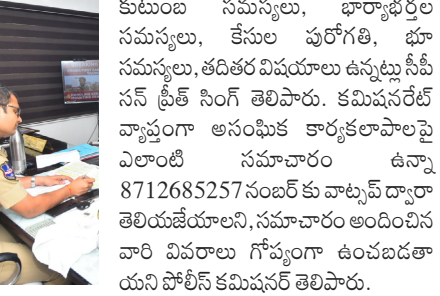 కుటుంబ సమస్యలు, భార్యాభర్తల
సమస్యలు, కేసుల పురోగతి, భూ
సమస్యలు, తదితర విషయాలు ఉన్నట్లు సీపీ
సన్ ప్రీత్ సింగ్ తెలిపారు. కమిషనరేట్
వ్యాప్తంగా అసంఘిక కార్యకలాపాలపై
ఎలాంటి సమాచారం ఉన్నా
8712685257 నంబర్ కు వాట్సప్ ద్వారా
తెలియజేయాలని, సమాచారం అందించిన
వారి వివరాలు గోప్యంగా ఉంచబడతా
యని పోలీస్ కమిషనర్ తెలిపారు.